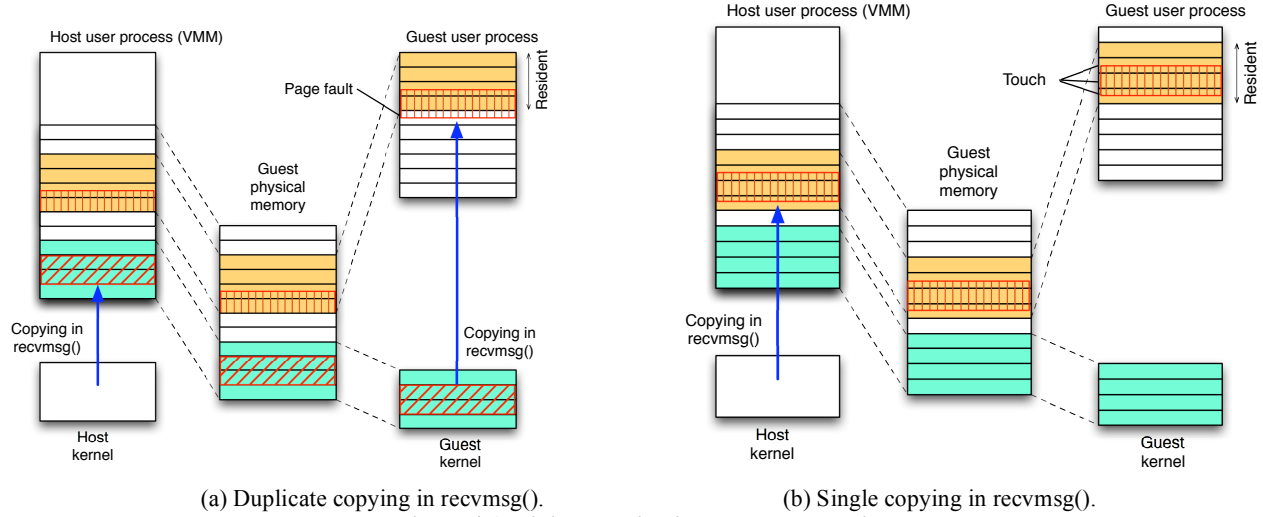 Host user process (VMM)
Guest user process
Page fault
Resident
Guest
physical
memory
Copying in
recvmsg()
Copying in
recvmsg()
Host
kernel
Guest
kernel
(a) Duplicate copying in recvmsg().
Host user process (VMM)
Guest user process
Touch
Resident
Guest
physical
memory
Copying in
recvmsg()
Host
kernel
Guest
kernel
(b) Single copying in recvmsg().